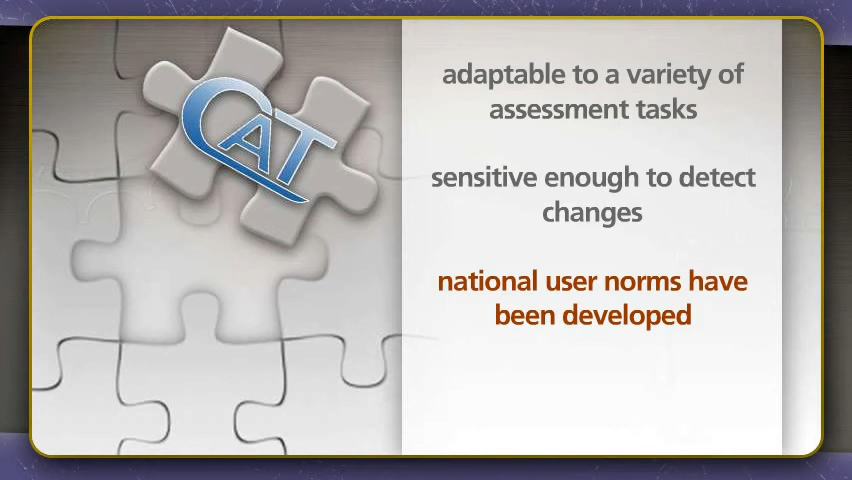 CAT
adaptable to a variety of
assessment tasks
sensitive enough to detect
changes
national user norms have
been developed